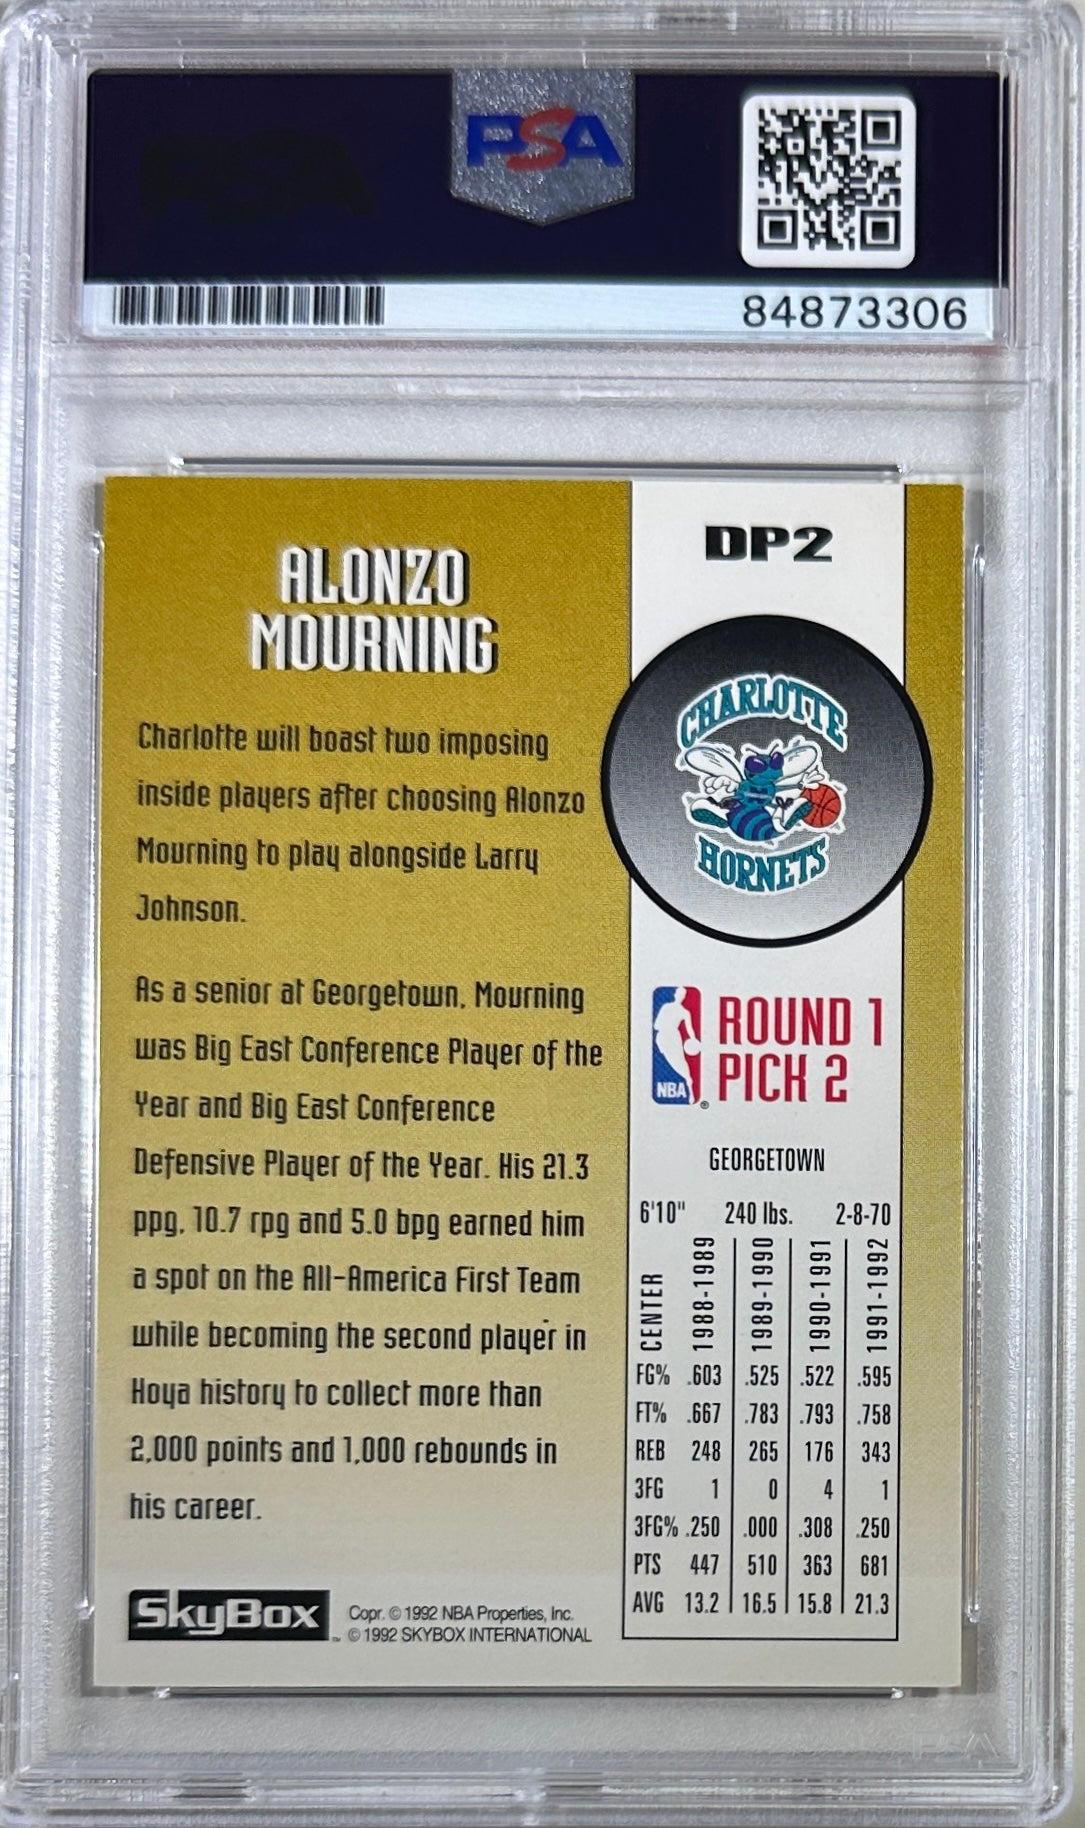 PSA
84873306
DP2
ALONZO
MOURNING
Charlotte will boast two imposing
inside players after choosing Alonzo
Mourning to play alongside Larry
Johnson.
As a senior at Georgetown, Mourning
was Big East Conference Player of the
Year and Big East Conference
Defensive Player of the Year. His 21.3
ppg, 10.7 rpg and 5.0 bpg earned him
a spot on the All-America First Team
while becoming the second player in
Hoya history to collect more than
2,000 points and 1,000 rebounds in
his career.
SkyBox™
Copr. © 1992 NBA Properties, Inc.
© 1992 SKYBOX INTERNATIONAL
CHARLOTTE
HORNETS
NBA®
ROUND 1
PICK 2
GEORGETOWN
6'10" 240 lbs. 2-8-70
CENTER 1988-1989 1989-1990 1990-1991 1991-1992
FG% .603 .525 .522 .595
FT% .667 .783 .793 .758
REB 248 265 176 343
3FG 1 0 4 1
3FG% .250 .000 .308 .250
PTS 447 510 363 681
AVG 13.2 16.5 15.8 21.3
PSA